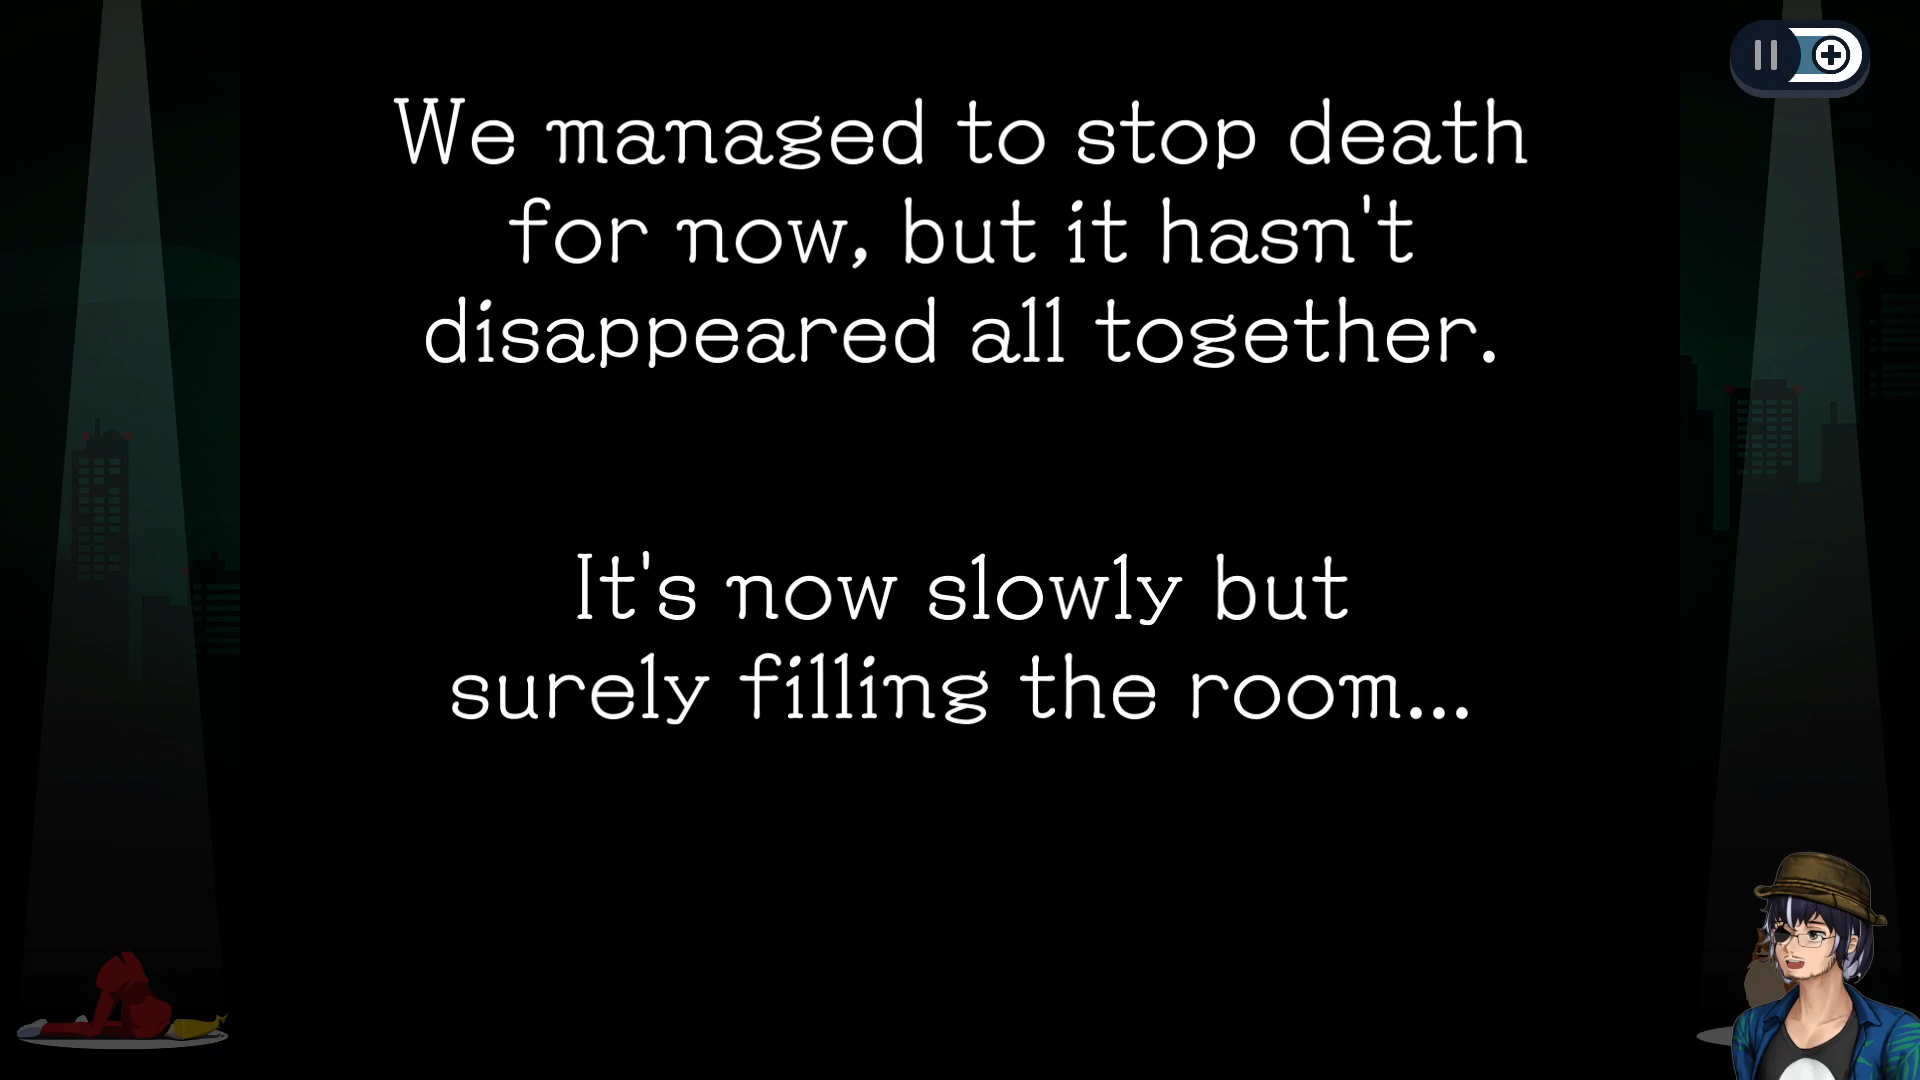 We managed to stop death
for now, but it hasn't
disappeared all together.
It's now slowly but
surely filling the room...